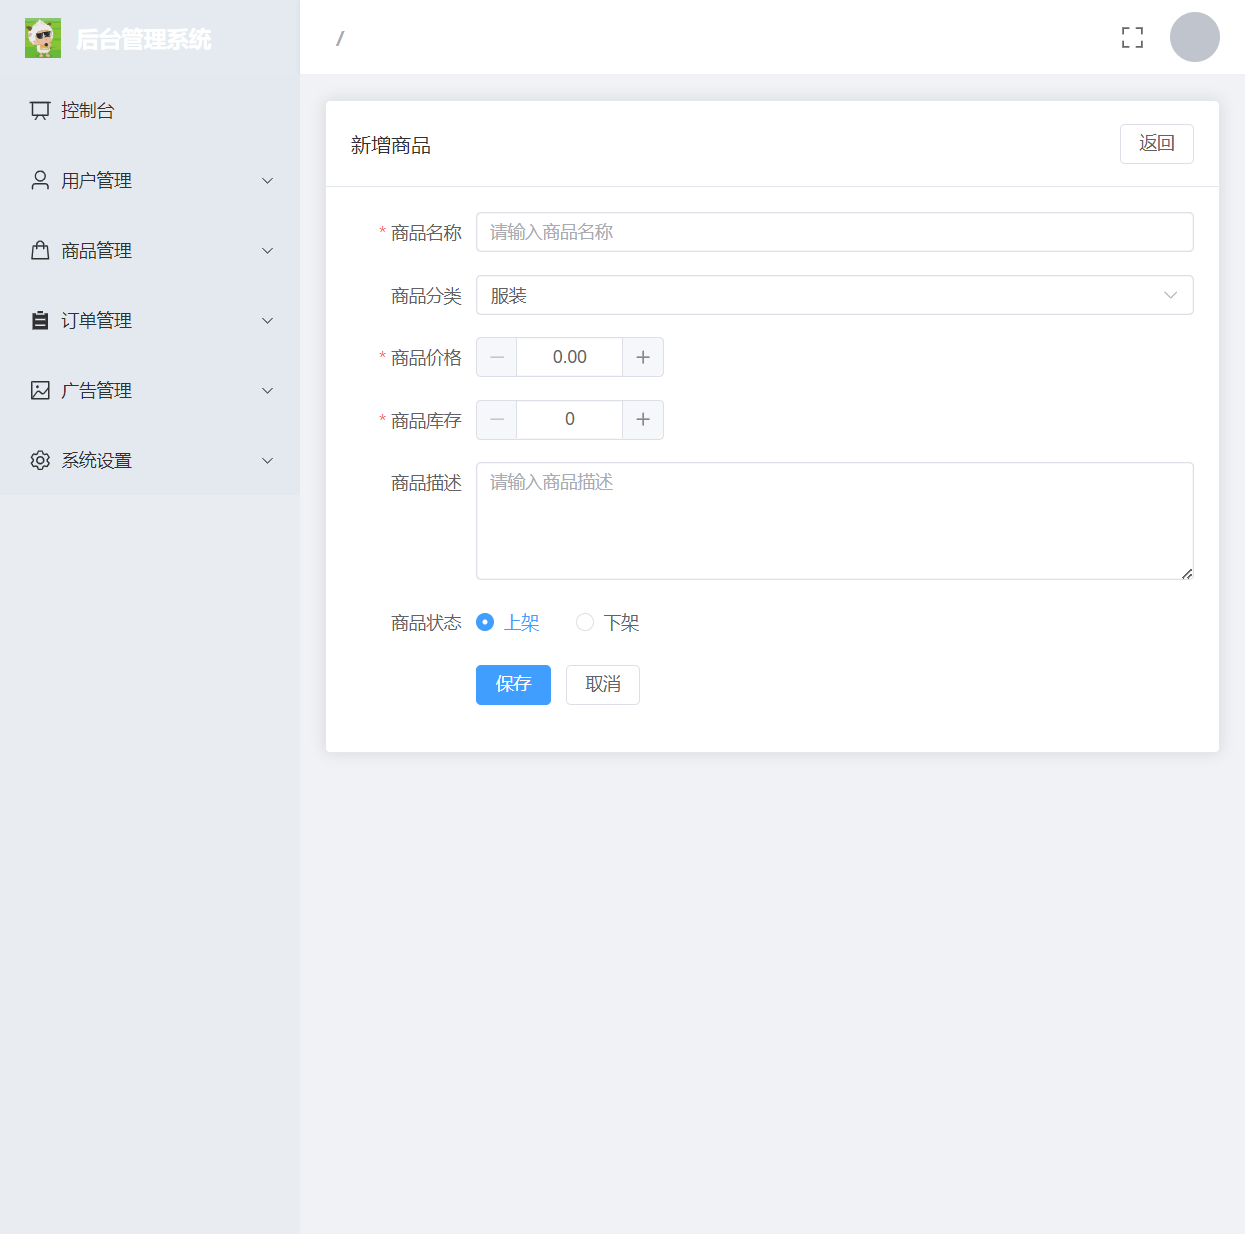 后台管理系统
/
控制台
用户管理
商品管理
订单管理
广告管理
系统设置
新增商品
返回
* 商品名称 请输入商品名称
商品分类 服装
* 商品价格 0.00
* 商品库存 0
商品描述 请输入商品描述
商品状态 上架 下架
保存 取消